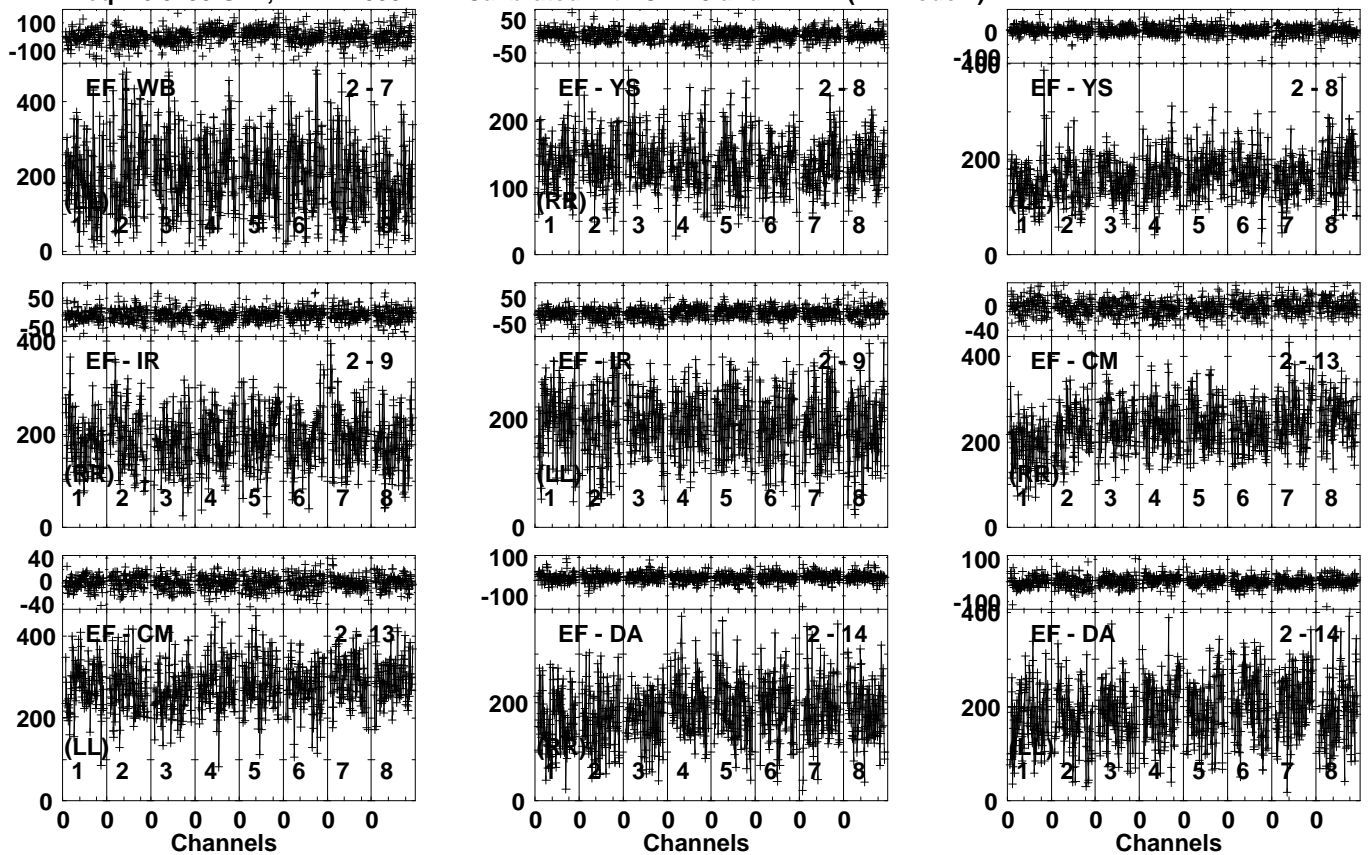 100 50 0
-100 -50 -100
EF - WB 2 - 7 EF - YS 2 - 8 EF - YS 2 - 8
400 400
200 200 200
100
(RR)
1 2 3 4 5 6 7 8 1 2 3 4 5 6 7 8 1 2 3 4 5 6 7 8
0 0 0
50 50 0
-50 -50 -40
400 EF - IR 2 - 9 EF - IR 2 - 9 400 EF - CM 2 - 13
200 200 200
(RR) (LL) (RR)
1 2 3 4 5 6 7 8 1 2 3 4 5 6 7 8 1 2 3 4 5 6 7 8
0 0 0
40 100 100
0
-40 -100 -100
400 EF - CM 2 - 13 EF - DA 2 - 14 400 EF - DA 2 - 14
200 200 200
(LL) (RR) (LL)
1 2 3 4 5 6 7 8 1 2 3 4 5 6 7 8 1 2 3 4 5 6 7 8
0 0 0
0 0 0 0 0 0 0 0 0 0 0 0 0 0 0 0 0 0 0 0 0 0 0 0
Channels Channels Channels